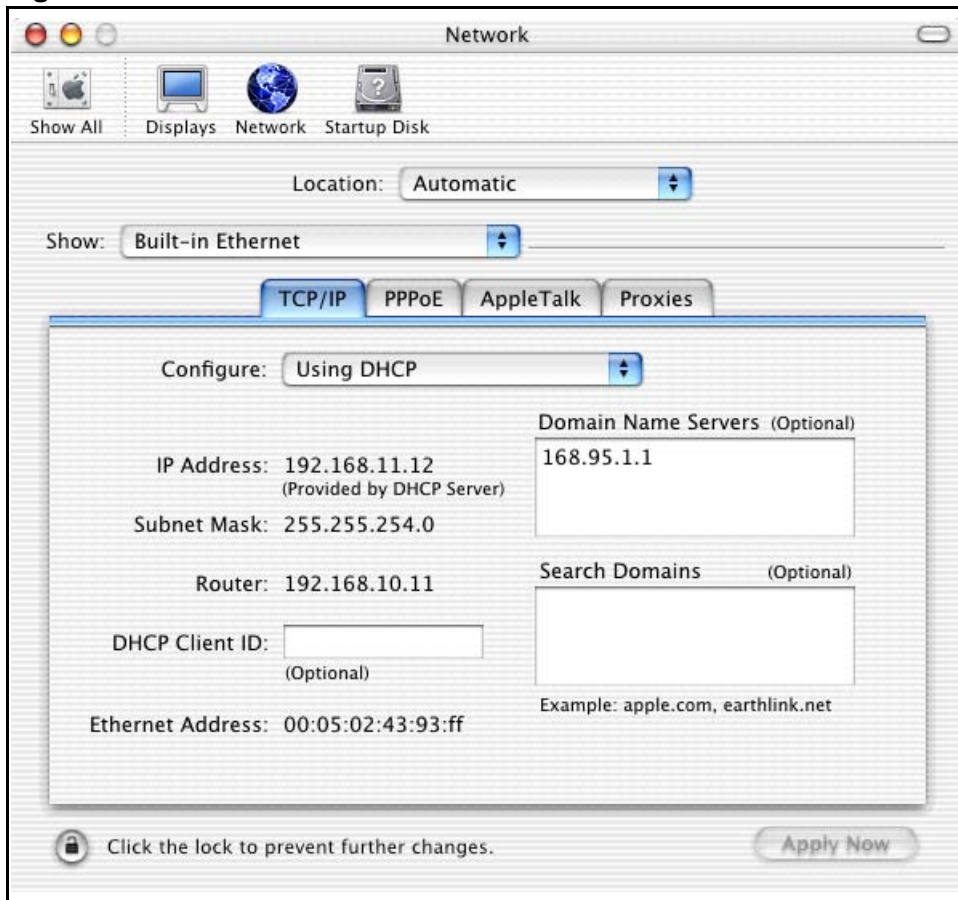 Network
Show All
Displays
Network
Startup Disk
Location: Automatic
Show: Built-in Ethernet
TCP/IP
PPPoE
AppleTalk
Proxies
Configure: Using DHCP
Domain Name Servers (Optional)
168.95.1.1
IP Address: 192.168.11.12
(Provided by DHCP Server)
Subnet Mask: 255.255.254.0
Router: 192.168.10.11
Search Domains (Optional)
DHCP Client ID:
(Optional)
Example: apple.com, earthlink.net
Ethernet Address: 00:05:02:43:93:ff
Click the lock to prevent further changes.
Apply Now